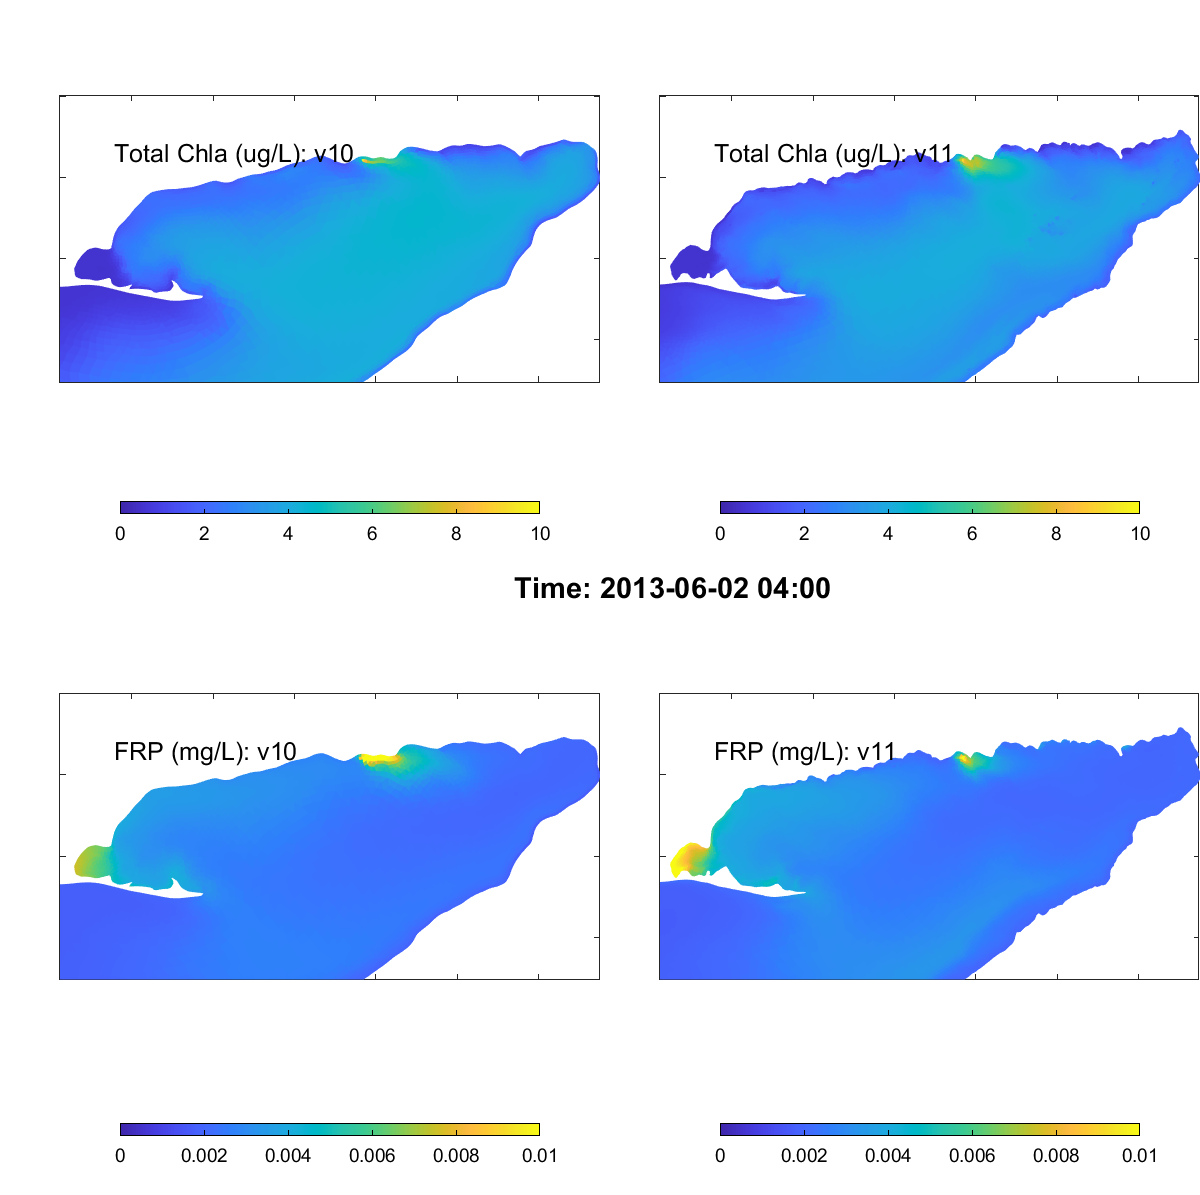 Total Chla (ug/L): v10
Total Chla (ug/L): v11
0 2 4 6 8 10
0 2 4 6 8 10
Time: 2013-06-02 04:00
FRP (mg/L): v10
FRP (mg/L): v11
0 0.002 0.004 0.006 0.008 0.01
0 0.002 0.004 0.006 0.008 0.01